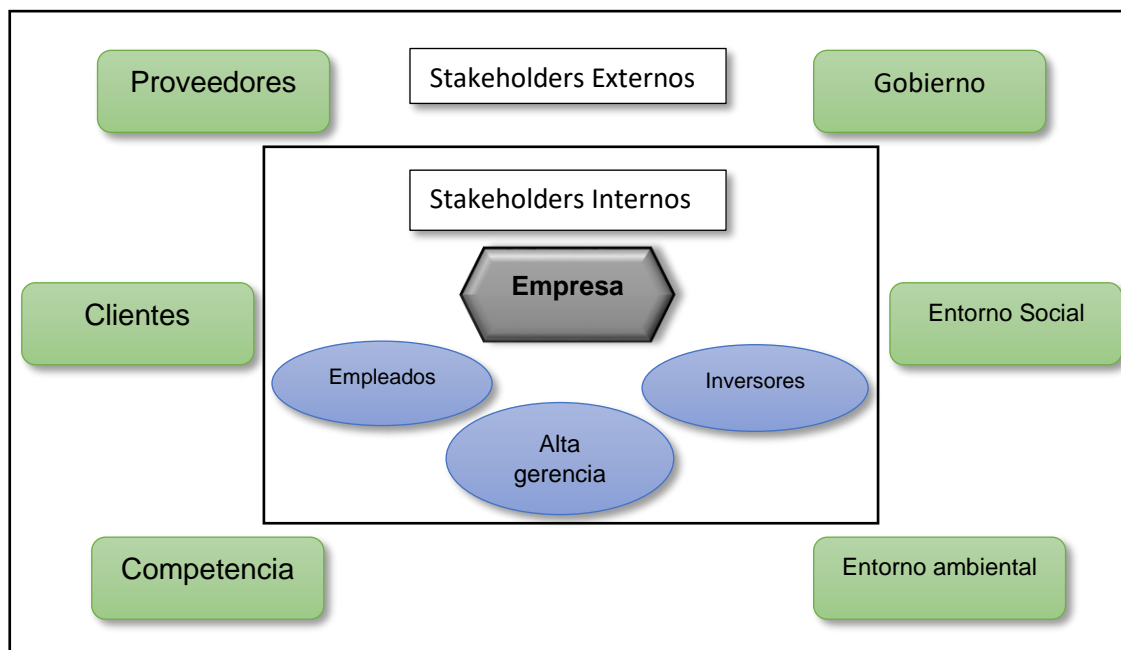 Proveedores
Stakeholders Externos
Gobierno
Stakeholders Internos
Empresa
Clientes
Entorno Social
Empleados
Inversores
Alta
gerencia
Competencia
Entorno ambiental